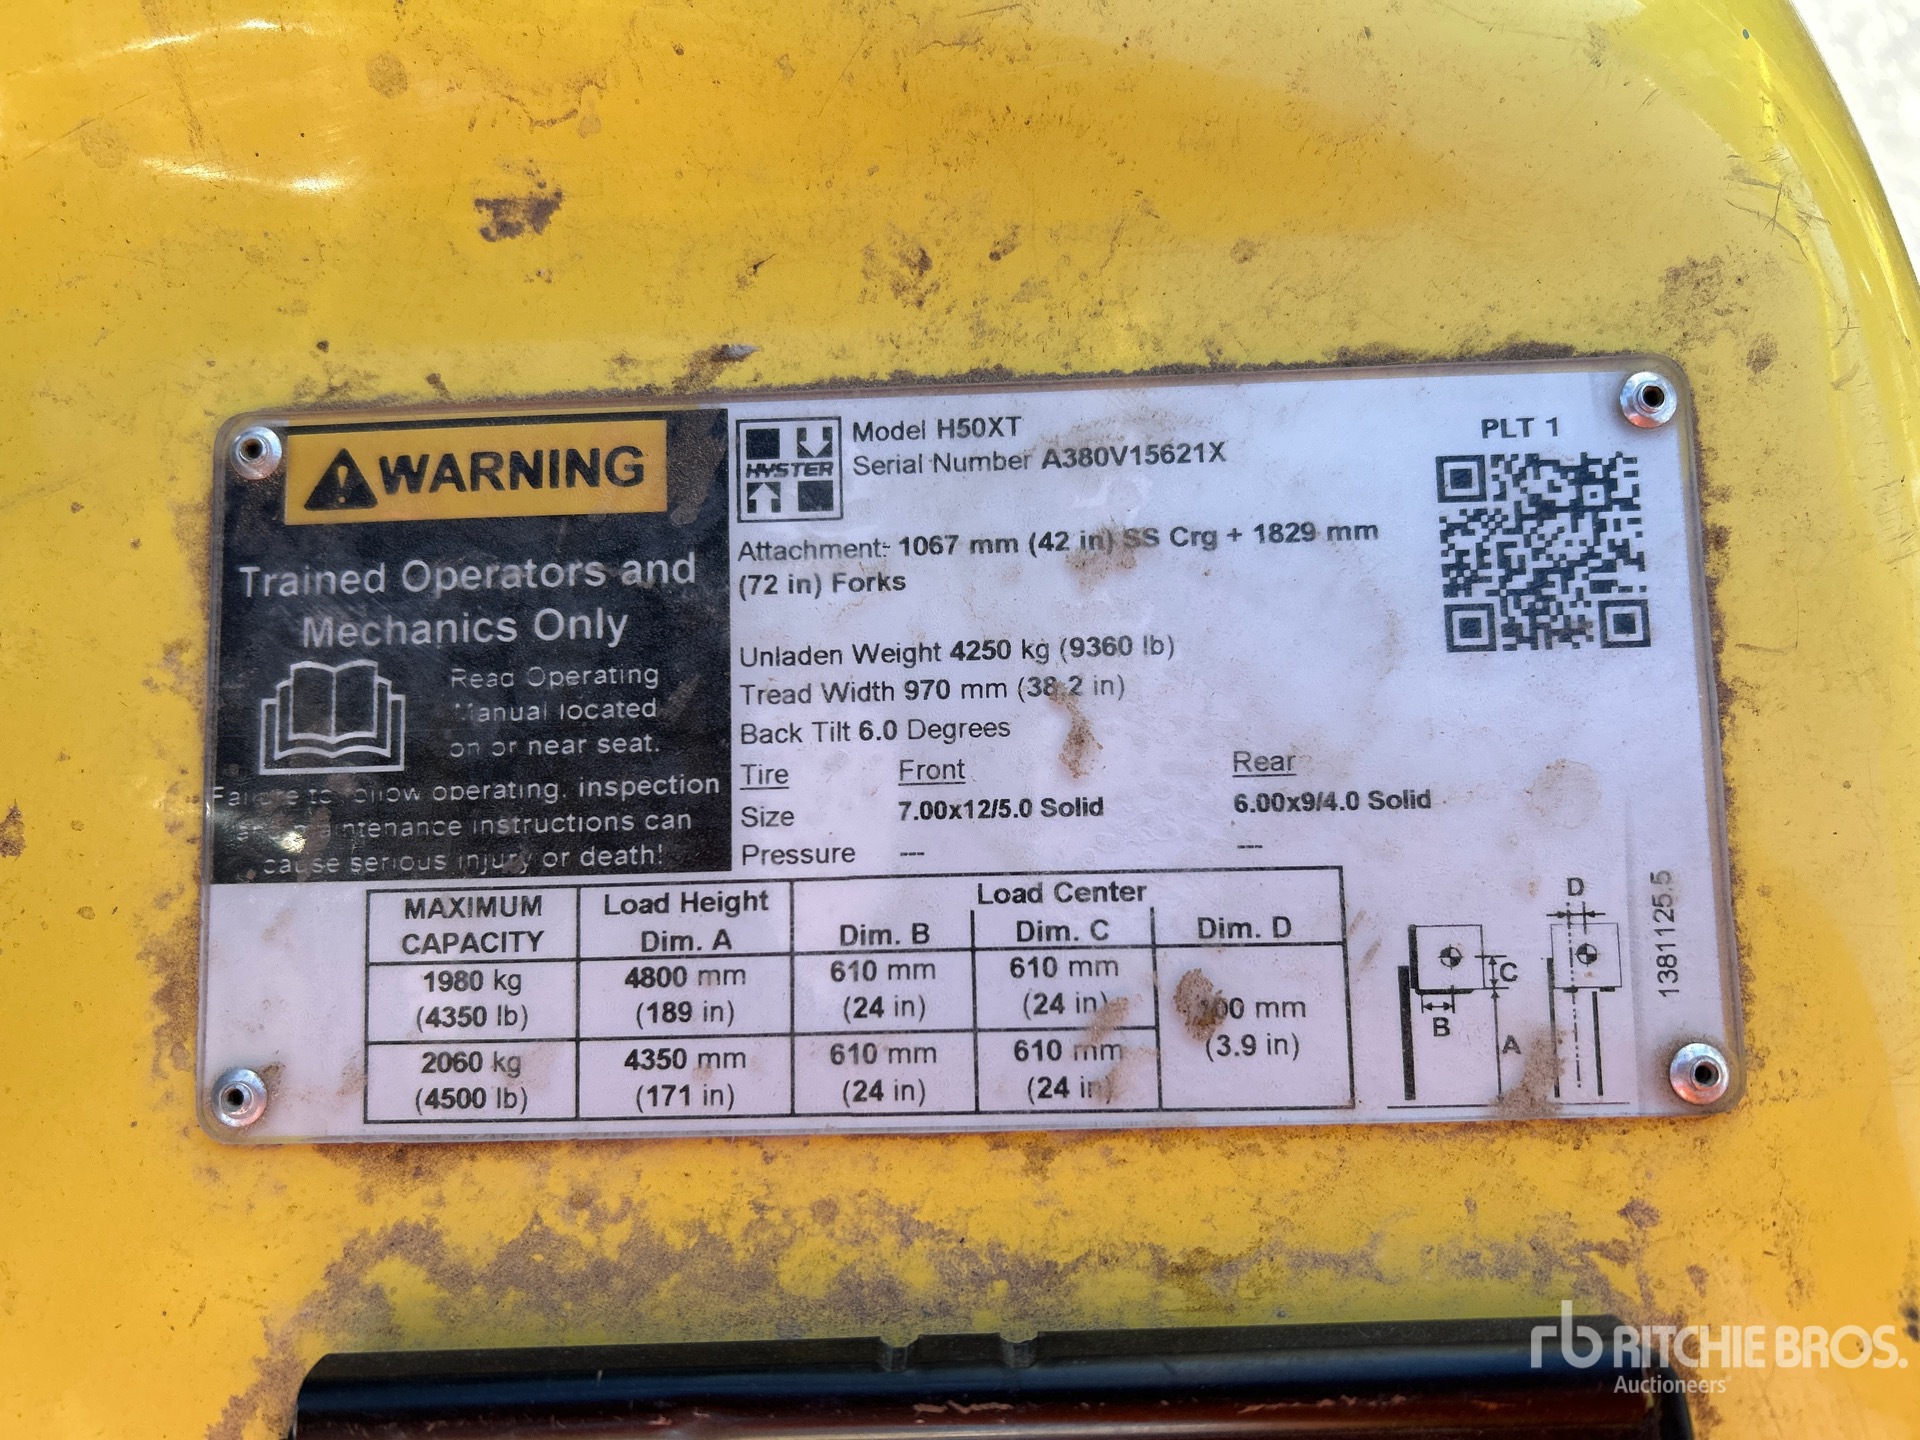 WARNING
Trained Operators and
Mechanics Only
Read Operating
Manual located
on or near seat.
Failure to follow operating, inspection
and maintenance instructions can
cause serious injury or death!
HYSTER
Model H50XT
Serial Number A380V15621X
PLT 1
Attachment: 1067 mm (42 in) SS Crg + 1829 mm
(72 in) Forks
Unladen Weight 4250 kg (9360 lb)
Tread Width 970 mm (38.2 in)
Back Tilt 6.0 Degrees
Tire Front Rear
Size 7.00x12/5.0 Solid 6.00x9/4.0 Solid
Pressure --- ---
MAXIMUM CAPACITY Load Height Dim. A Load Center Dim. B Dim. C Dim. D
1980 kg 4800 mm 610 mm 610 mm
(4350 lb) (189 in) (24 in) (24 in)
100 mm
(3.9 in)
2060 kg 4350 mm 610 mm 610 mm
(4500 lb) (171 in) (24 in) (24 in)
D
C
B
A
1381125.5
rb RITCHIE BROS.
Auctioneers